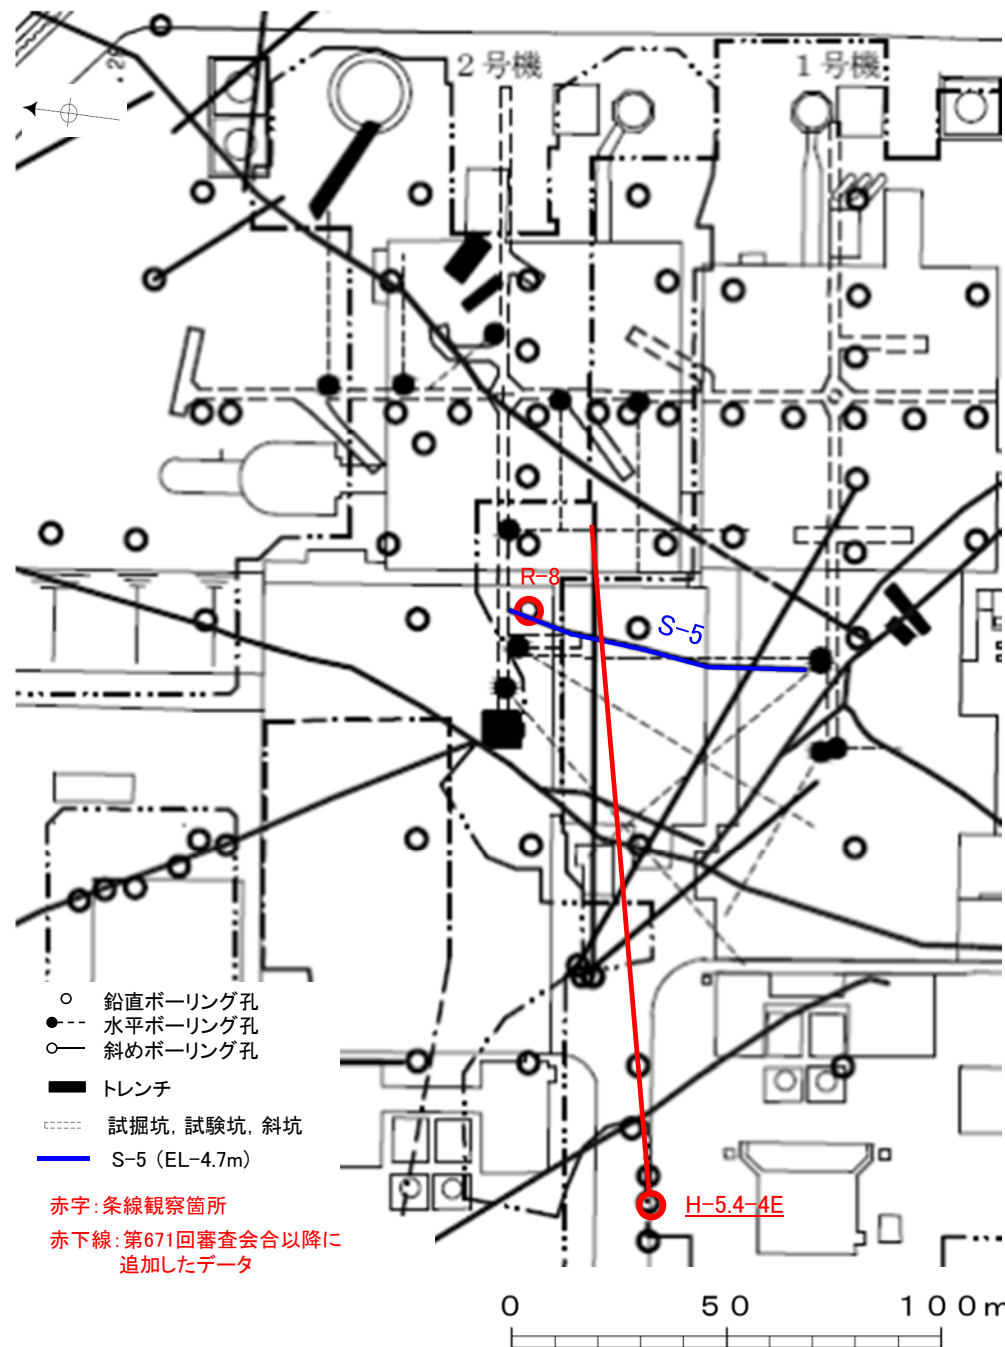 2号機
1号機
R-8
S-5
鉛直ボーリング孔
水平ボーリング孔
斜めボーリング孔
トレンチ
試掘坑, 試験坑, 斜坑
S-5 (EL-4.7m)
赤字:条線観察箇所
赤下線:第671回審査会合以降に
追加したデータ
H-5.4-4E
0 50 100m